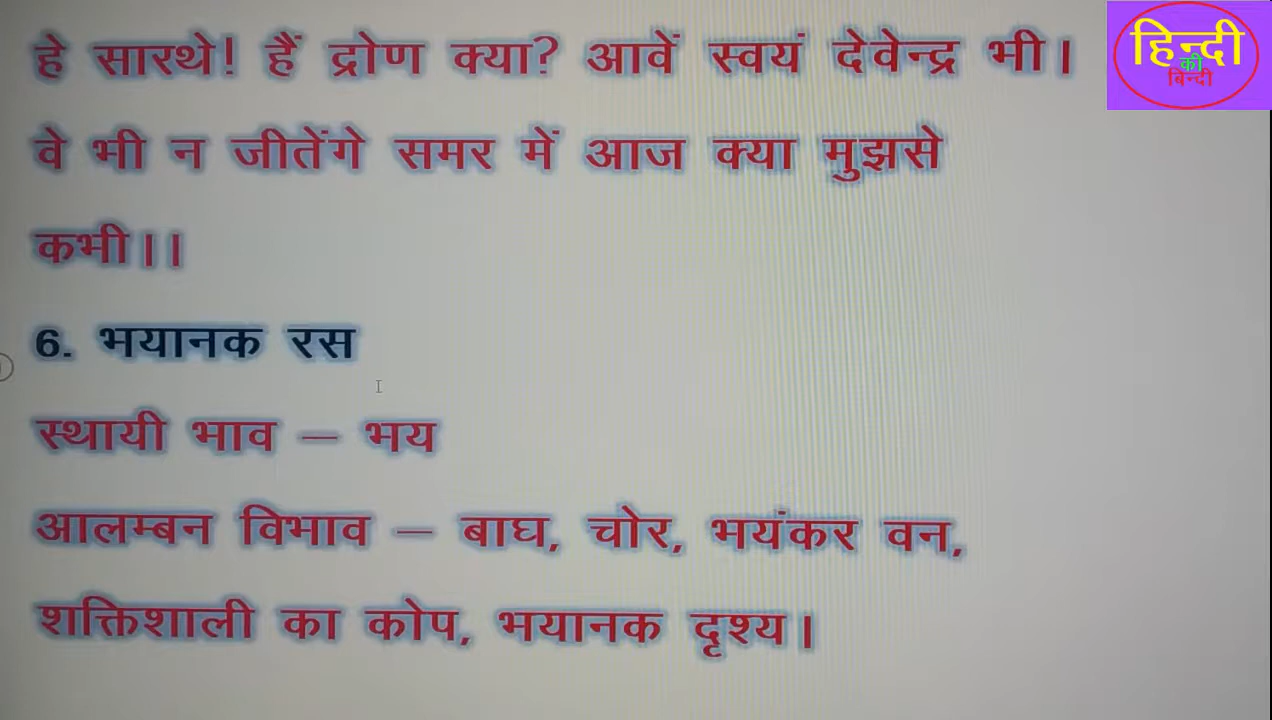 हे सारथे! हैं द्रोण क्या? आवें स्वयं देवेन्द्र भी।
वे भी न जीतेंगे समर में आज क्या मुझसे
कभी।।
6. भयानक रस
स्थायी भाव – भय
आलम्बन विभाव – बाघ, चोर, भयंकर वन,
शक्तिशाली का कोप, भयानक दृश्य।
हिन्दी
की
बिन्दी